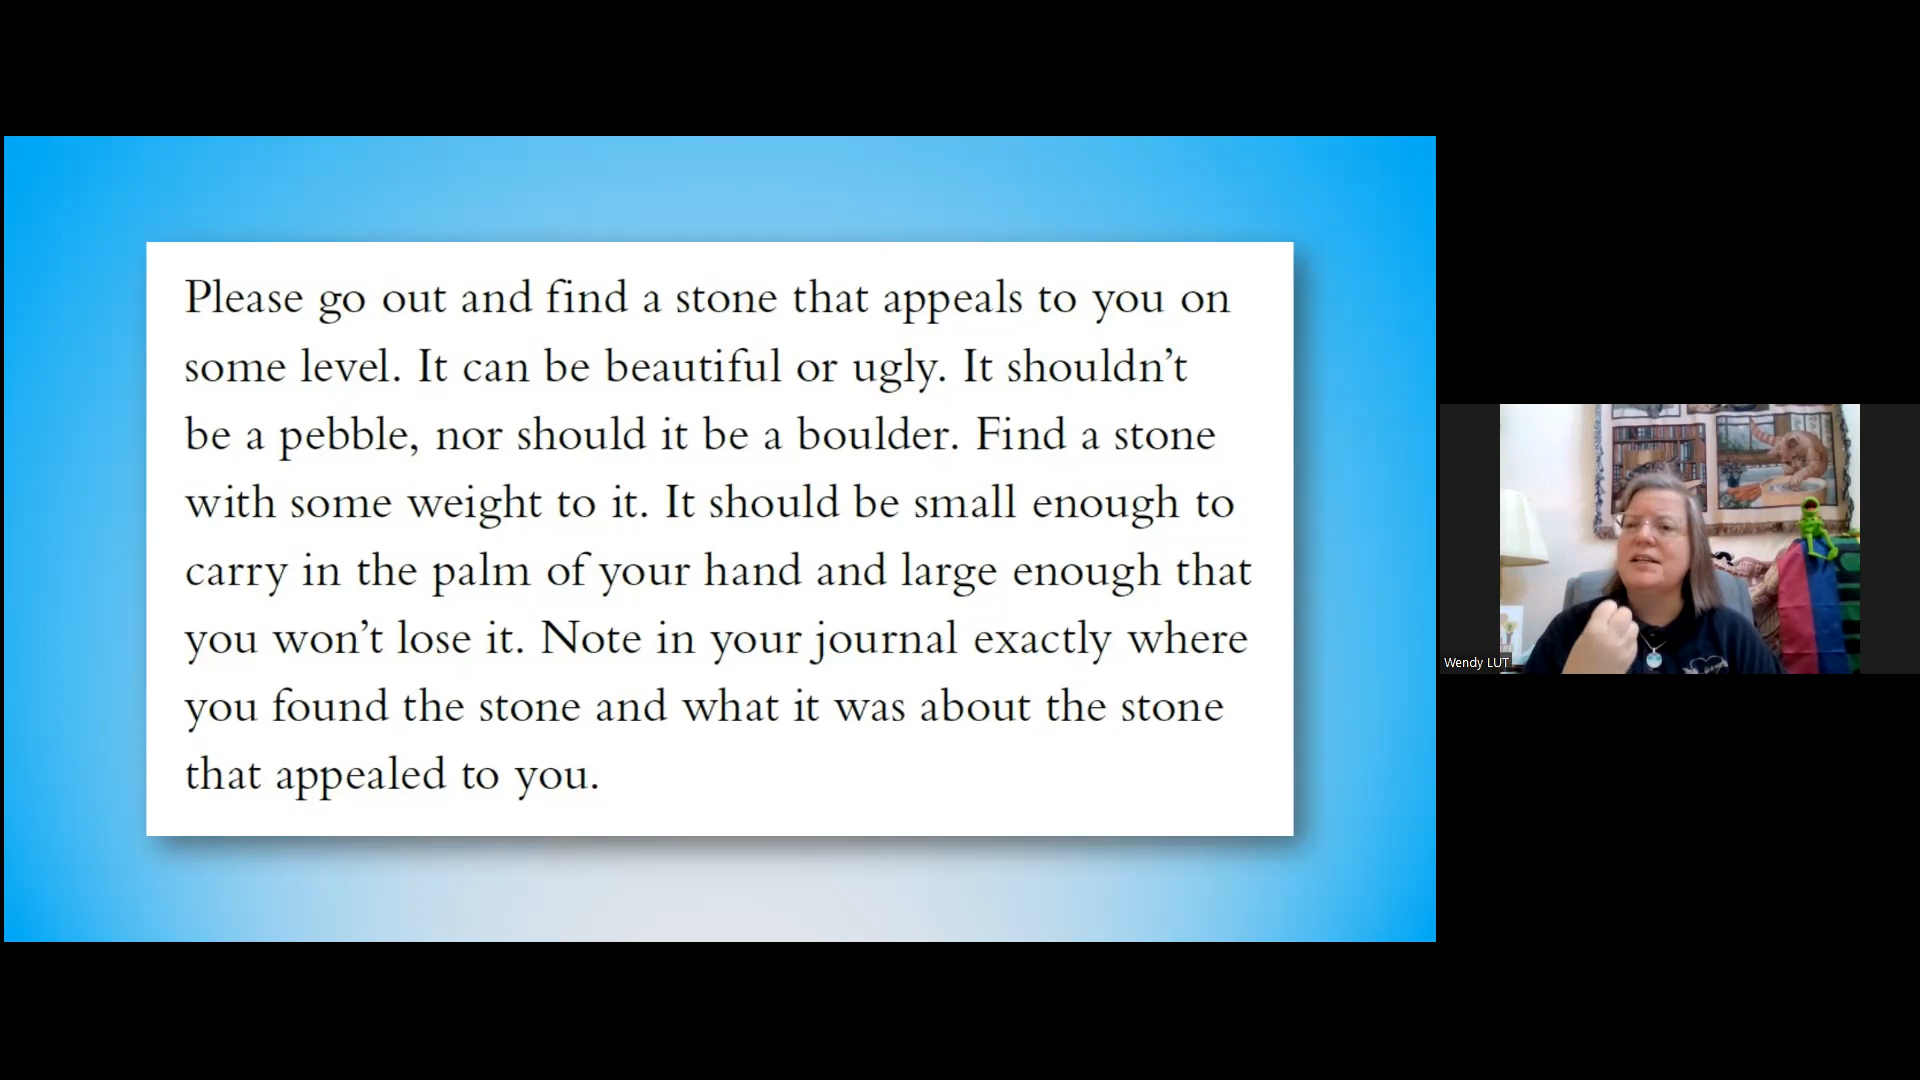 Please go out and find a stone that appeals to you on
some level. It can be beautiful or ugly. It shouldn’t
be a pebble, nor should it be a boulder. Find a stone
with some weight to it. It should be small enough to
carry in the palm of your hand and large enough that
you won’t lose it. Note in your journal exactly where
you found the stone and what it was about the stone
that appealed to you.
Wendy LUT